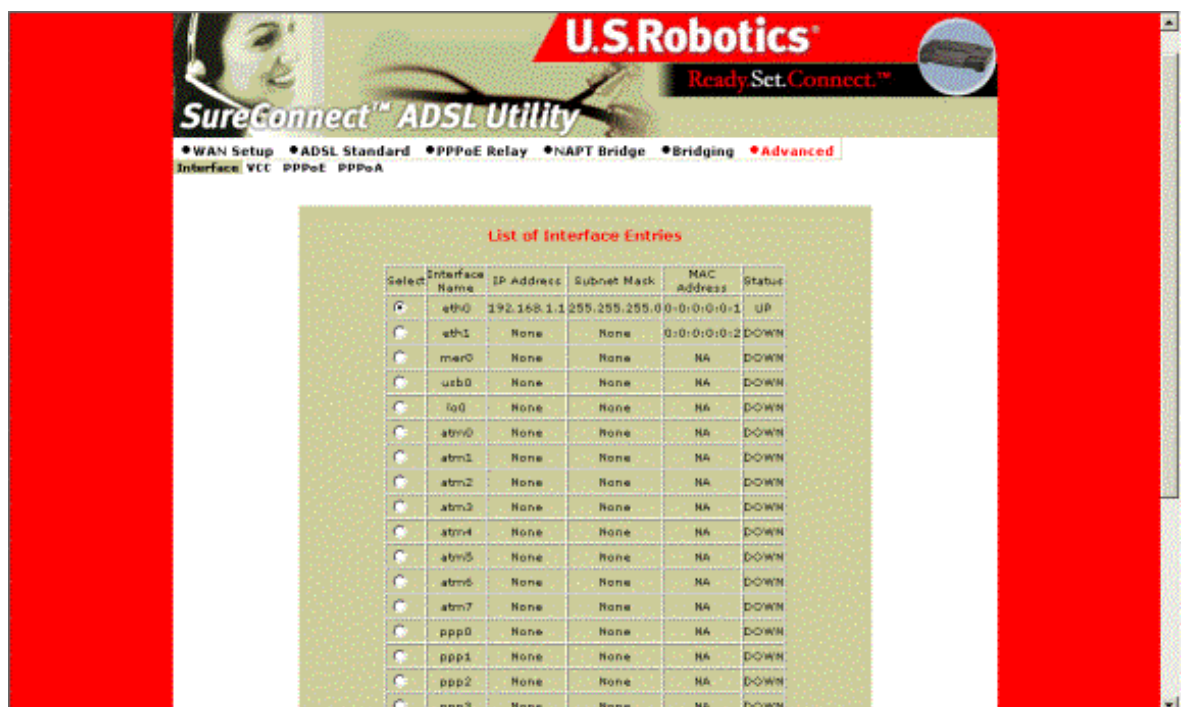 U.S.Robotics®
Ready.Set.Connect.™
SureConnect™ ADSL Utility
WAN Setup ADSL Standard PPPoE Relay NAPT Bridge Bridging Advanced
Interface VCC PPPoE PPPoA
List of Interface Entries
Select Interface Name IP Address Subnet Mask MAC Address Status
eth0 192.168.1.1 255.255.255.0 0:0:0:0:0:1 UP
eth1 None None 0:0:0:0:0:2 DOWN
mer0 None None NA DOWN
usb0 None None NA DOWN
lo0 None None NA DOWN
atm0 None None NA DOWN
atm1 None None NA DOWN
atm2 None None NA DOWN
atm3 None None NA DOWN
atm4 None None NA DOWN
atm5 None None NA DOWN
atm6 None None NA DOWN
atm7 None None NA DOWN
ppp0 None None NA DOWN
ppp1 None None NA DOWN
ppp2 None None NA DOWN
ppp3 None None NA DOWN